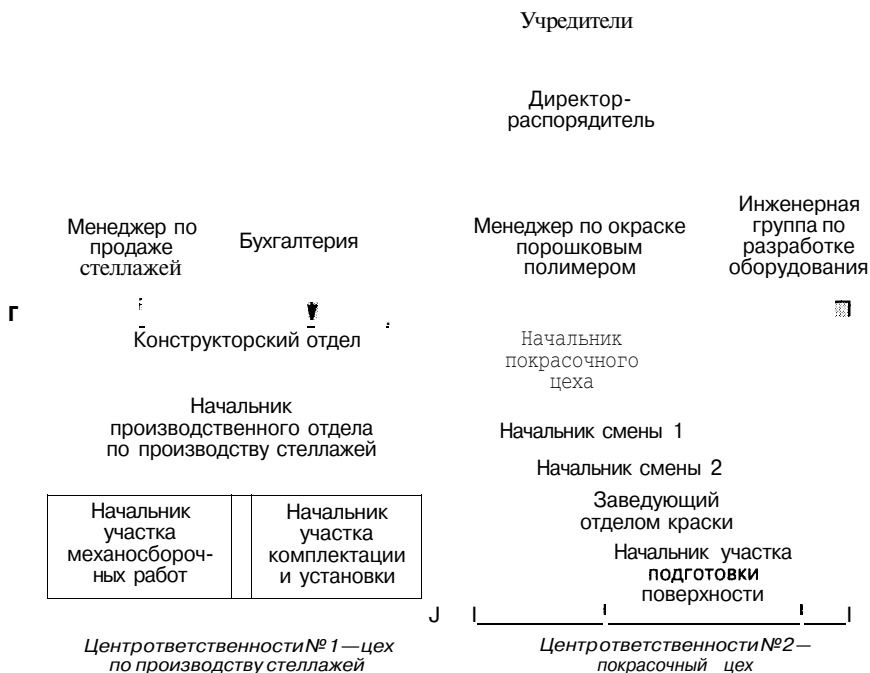 Учредители
Директор-
распорядитель
Менеджер по
продаже
стеллажей
Бухгалтерия
Менеджер по окраске
порошковым
полимером
Инженерная
группа по
разработке
оборудования
Конструкторский отдел
Начальник
покрасочного
цеха
Начальник
производственного отдела
по производству стеллажей
Начальник смены 1
Начальник смены 2
Начальник
участка
механосбороч-
ных работ
Начальник
участка
комплектации
и установки
Заведующий
отделом краски
Начальник участка
подготовки
поверхности
Центр ответственности № 1 — цех
по производству стеллажей
Центр ответственности № 2 —
покрасочный цех